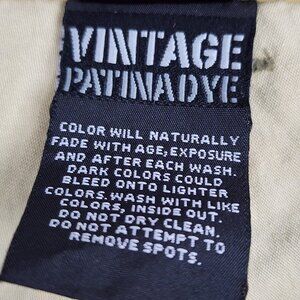 VINTAGE
PATINADYE
COLOR WILL NATURALLY
FADE WITH AGE, EXPOSURE
AND AFTER EACH WASH.
DARK COLORS COULD
BLEED ONTO LIGHTER
COLORS. WASH WITH LIKE
COLORS, INSIDE OUT.
DO NOT DRY CLEAN.
DO NOT ATTEMPT TO
REMOVE SPOTS.